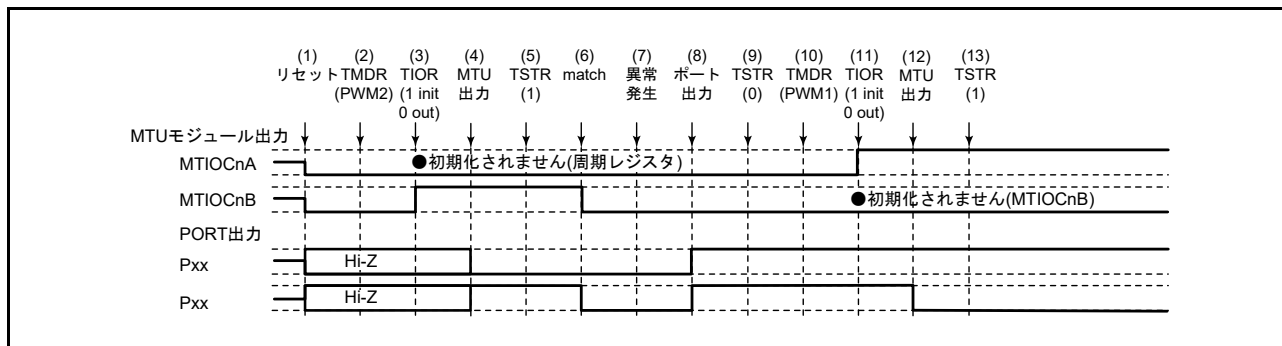 (1) (2) (3) (4) (5) (6) (7) (8) (9) (10) (11) (12) (13)
リセット TMDR TIOR MTU TSTR match 異常 ポート TSTR TMDR TIOR MTU TSTR
(PWM2) (1 init 出力 (1) 発生 出力 (0) (PWM1) (1 init 出力 (1)
0 out) 0 out)
MTUモジュール出力
MTIOCnA ●初期化されません(周期レジスタ)
MTIOCnB ●初期化されません(MTIOCnB)
PORT出力
Pxx Hi-Z
Pxx Hi-Z